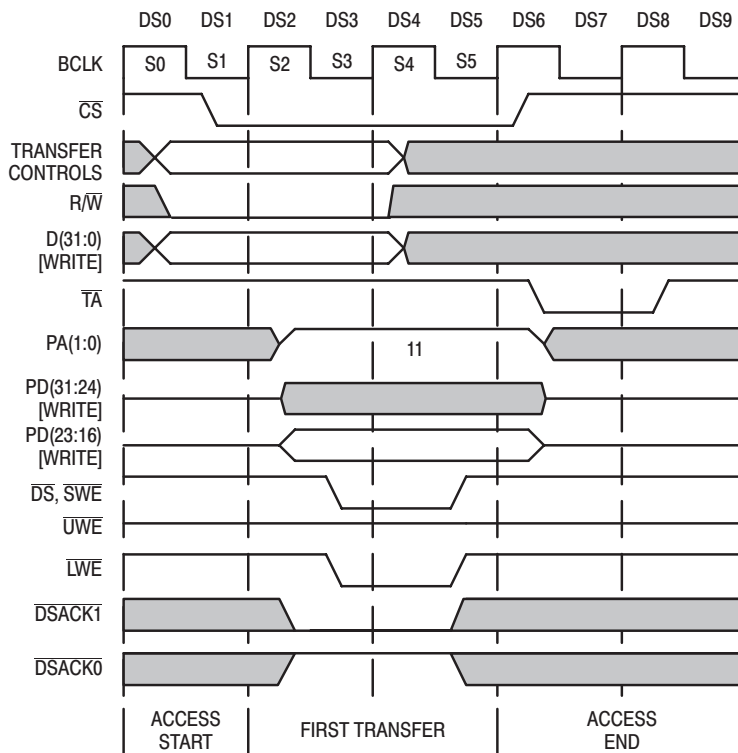 DS0 DS1 DS2 DS3 DS4 DS5 DS6 DS7 DS8 DS9
BCLK S0 S1 S2 S3 S4 S5
CS
TRANSFER
CONTROLS
R/W
D(31:0)
[WRITE]
TA
PA(1:0) 11
PD(31:24)
[WRITE]
PD(23:16)
[WRITE]
DS, SWE
UWE
LWE
DSACK1
DSACK0
ACCESS
START
FIRST TRANSFER
ACCESS
END